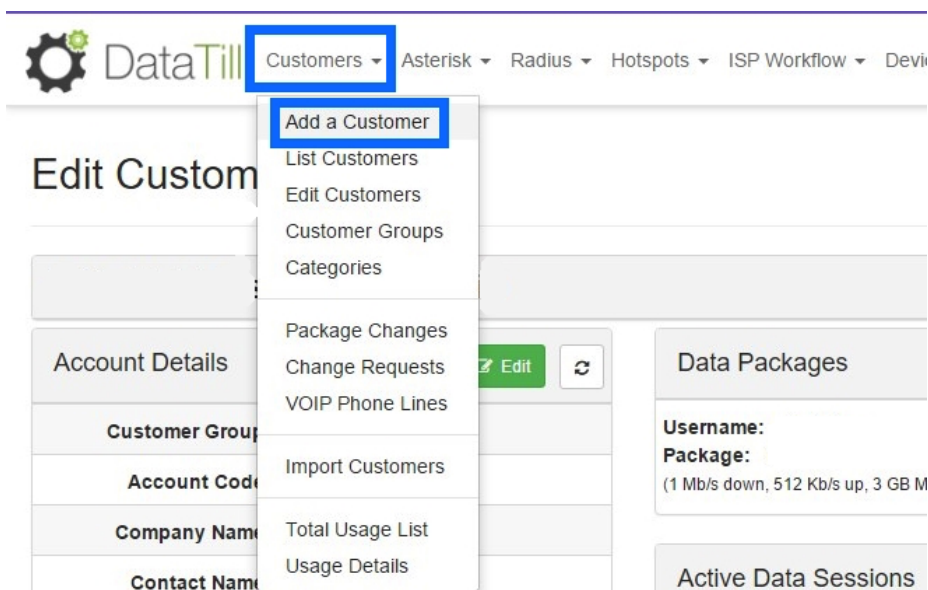 DataTill Customers Asterisk Radius Hotspots ISP Workflow
Add a Customer
List Customers
Edit Customers
Customer Groups
Categories
Package Changes
Change Requests
VOIP Phone Lines
Import Customers
Total Usage List
Usage Details
Edit Custom
Account Details
Edit
Customer Group
Account Code
Company Name
Contact Name
Data Packages
Username:
Package:
(1 Mb/s down, 512 Kb/s up, 3 GB M
Active Data Sessions